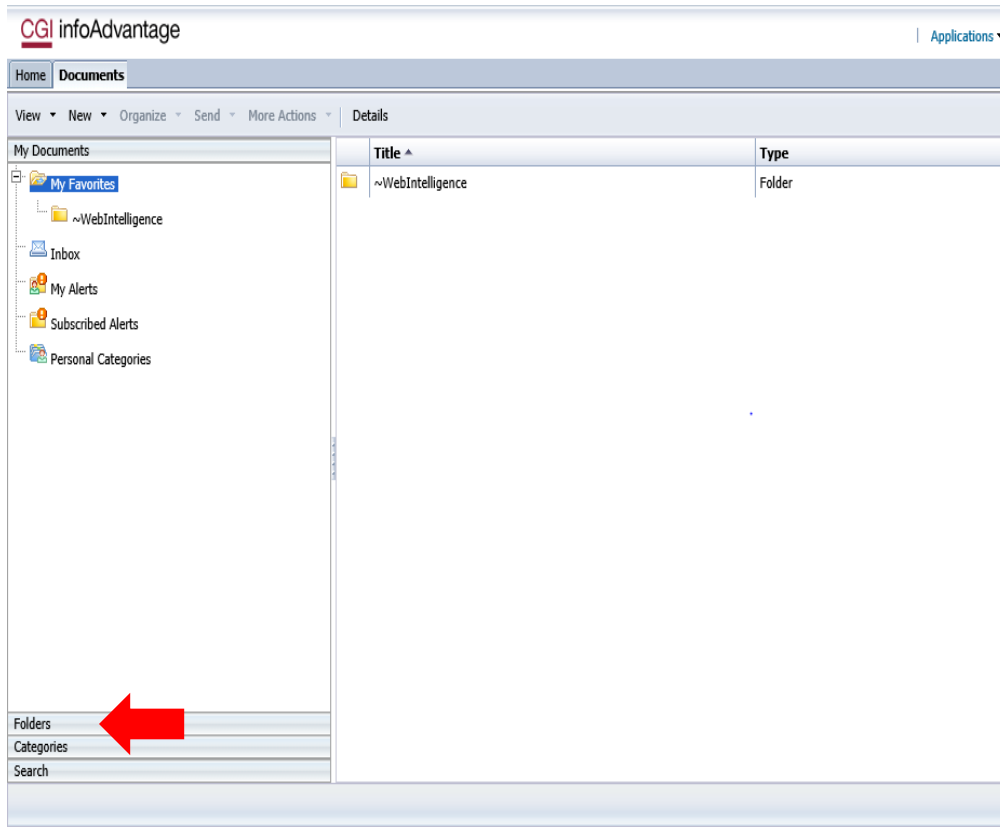 CGI infoAdvantage
Applications
Home Documents
View New Organize Send More Actions Details
My Documents
Title Type
My Favorites
~WebIntelligence Folder
~WebIntelligence
Inbox
My Alerts
Subscribed Alerts
Personal Categories
Folders
Categories
Search